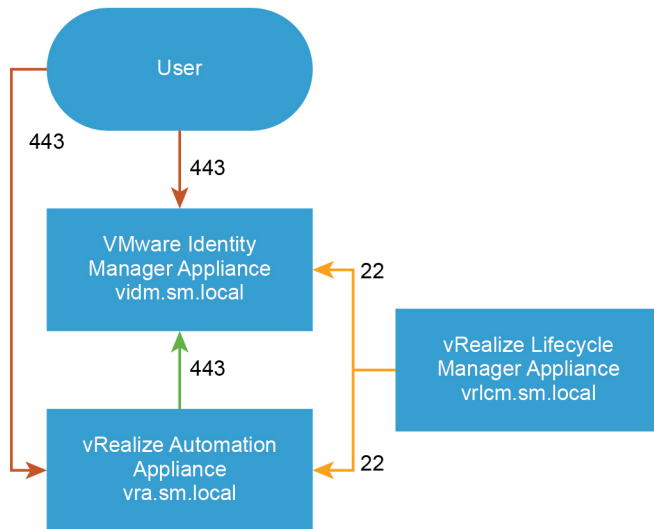 User
443
443
VMware Identity
Manager Appliance
vidm.sm.local
22
vRealize Lifecycle
Manager Appliance
vrlcm.sm.local
443
vRealize Automation
Appliance
vra.sm.local
22